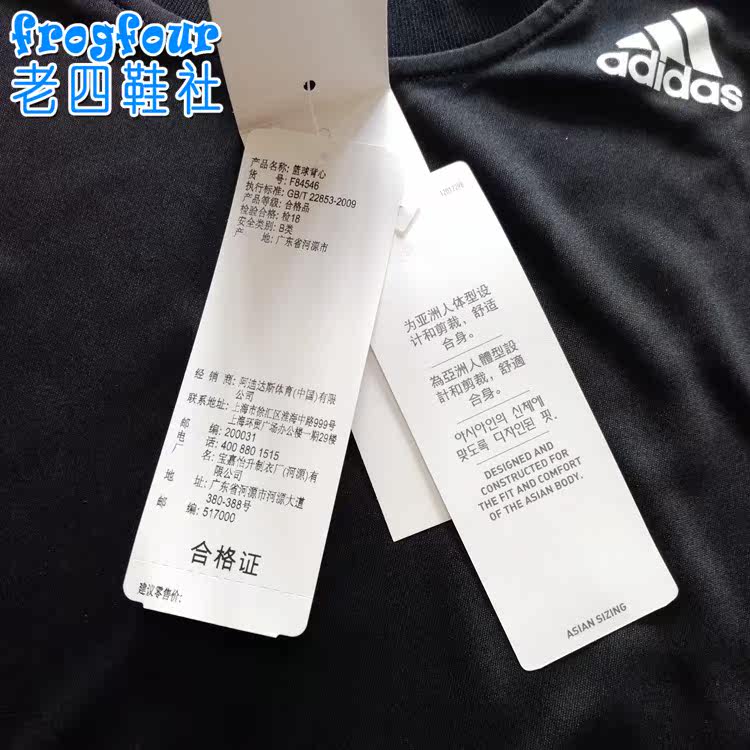 frogfour
老四鞋社
adidas
产品名称: 篮球背心
货 号: F84546
执行标准: GB/T 22853-2009
产品等级: 合格品
检验合格: 检18
安全类别: B类
产 地: 广东省河源市
经 销 商: 阿迪达斯体育(中国)有限
公司
联系地址: 上海市徐汇区淮海中路999号
上海环贸广场办公楼一期29楼
邮 编: 200031
电 话: 400 880 1515
厂 名: 宝嘉怡升制衣厂(河源)有
限公司
地 址: 广东省河源市河源大道
380-388号
邮 编: 517000
合格证
建议零售价:
为亚洲人体型设
计和剪裁，舒适
合身。
為亞洲人體型設
計和剪裁，舒適
合身。
아시아인의 신체에
맞도록 디자인된 핏.
DESIGNED AND
CONSTRUCTED FOR
THE FIT AND COMFORT
OF THE ASIAN BODY.
ASIAN SIZING